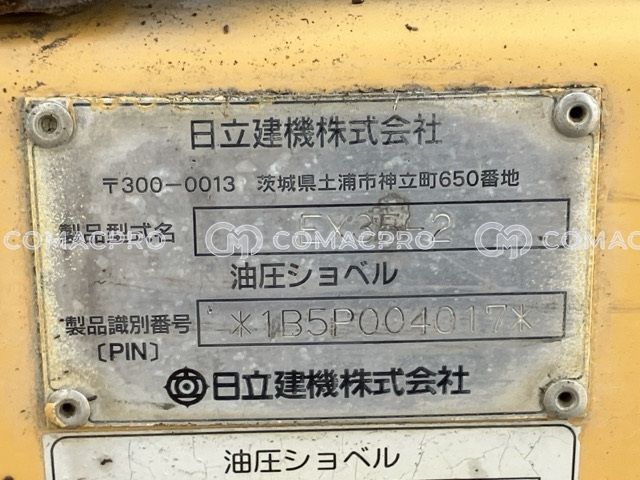 日立建機株式会社
〒300-0013 茨城県土浦市神立町650番地
製品型式名
油圧ショベル
製品識別番号 *1B5P004017*
〔PIN〕
日立建機株式会社
油圧ショベル
COMACPRO COMACPRO COMACPRO